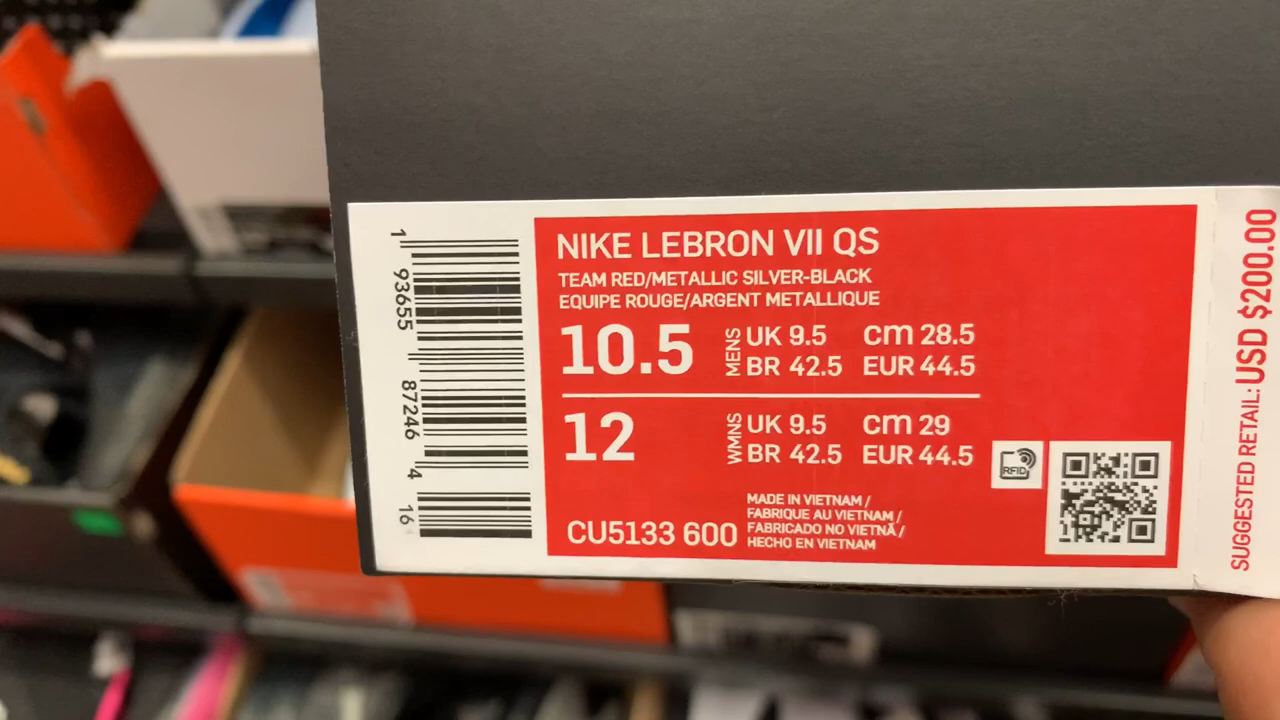 1 93655 87246 4 16
NIKE LEBRON VII QS
TEAM RED/METALLIC SILVER-BLACK
EQUIPE ROUGE/ARGENT METALLIQUE
10.5 MENS UK 9.5 cm 28.5
BR 42.5 EUR 44.5
12 WMNS UK 9.5 cm 29
BR 42.5 EUR 44.5
RFID
CU5133 600
MADE IN VIETNAM /
FABRIQUE AU VIETNAM /
FABRICADO NO VIETNÃ /
HECHO EN VIETNAM
SUGGESTED RETAIL: USD $200.00